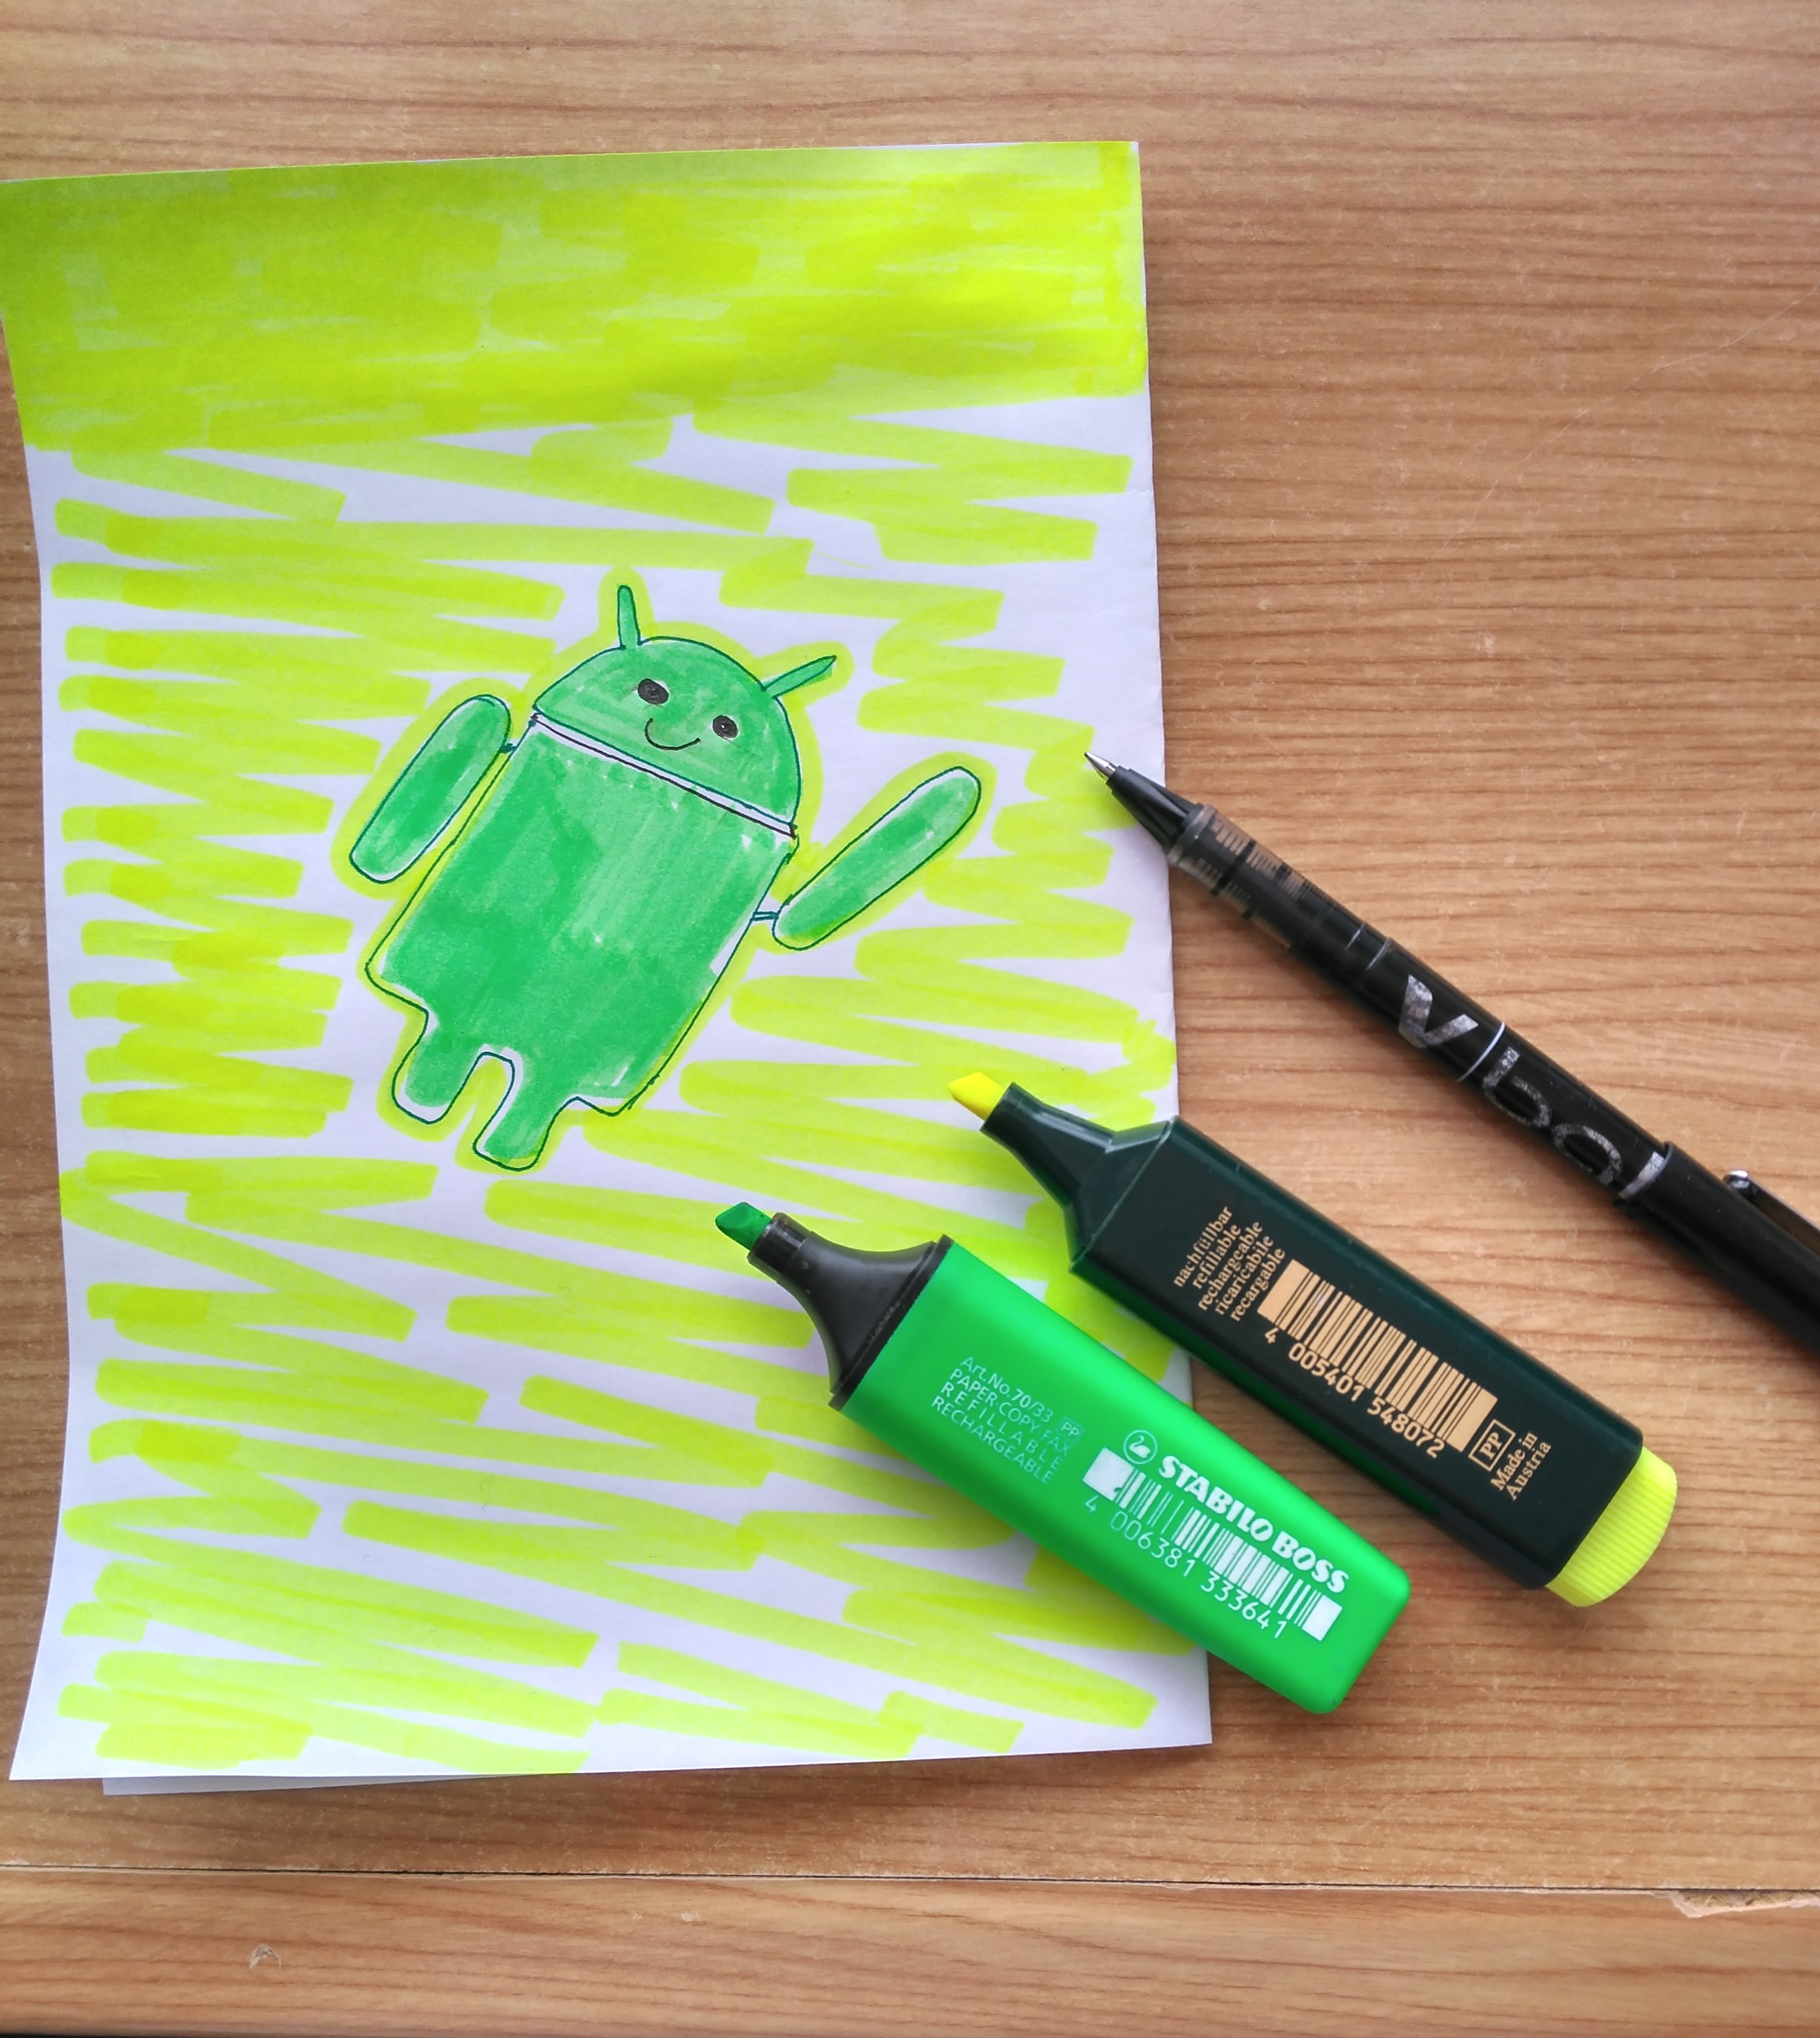 V ball
nachfüllbar
refillable
rechargeable
ricaricabile
recargable
4 005401 548072
PP
Made in
Austria
Art.No.70/33 PP
PAPER COPY FAX
REFILLABLE
RECHARGEABLE
STABILO BOSS
4 006381 333641